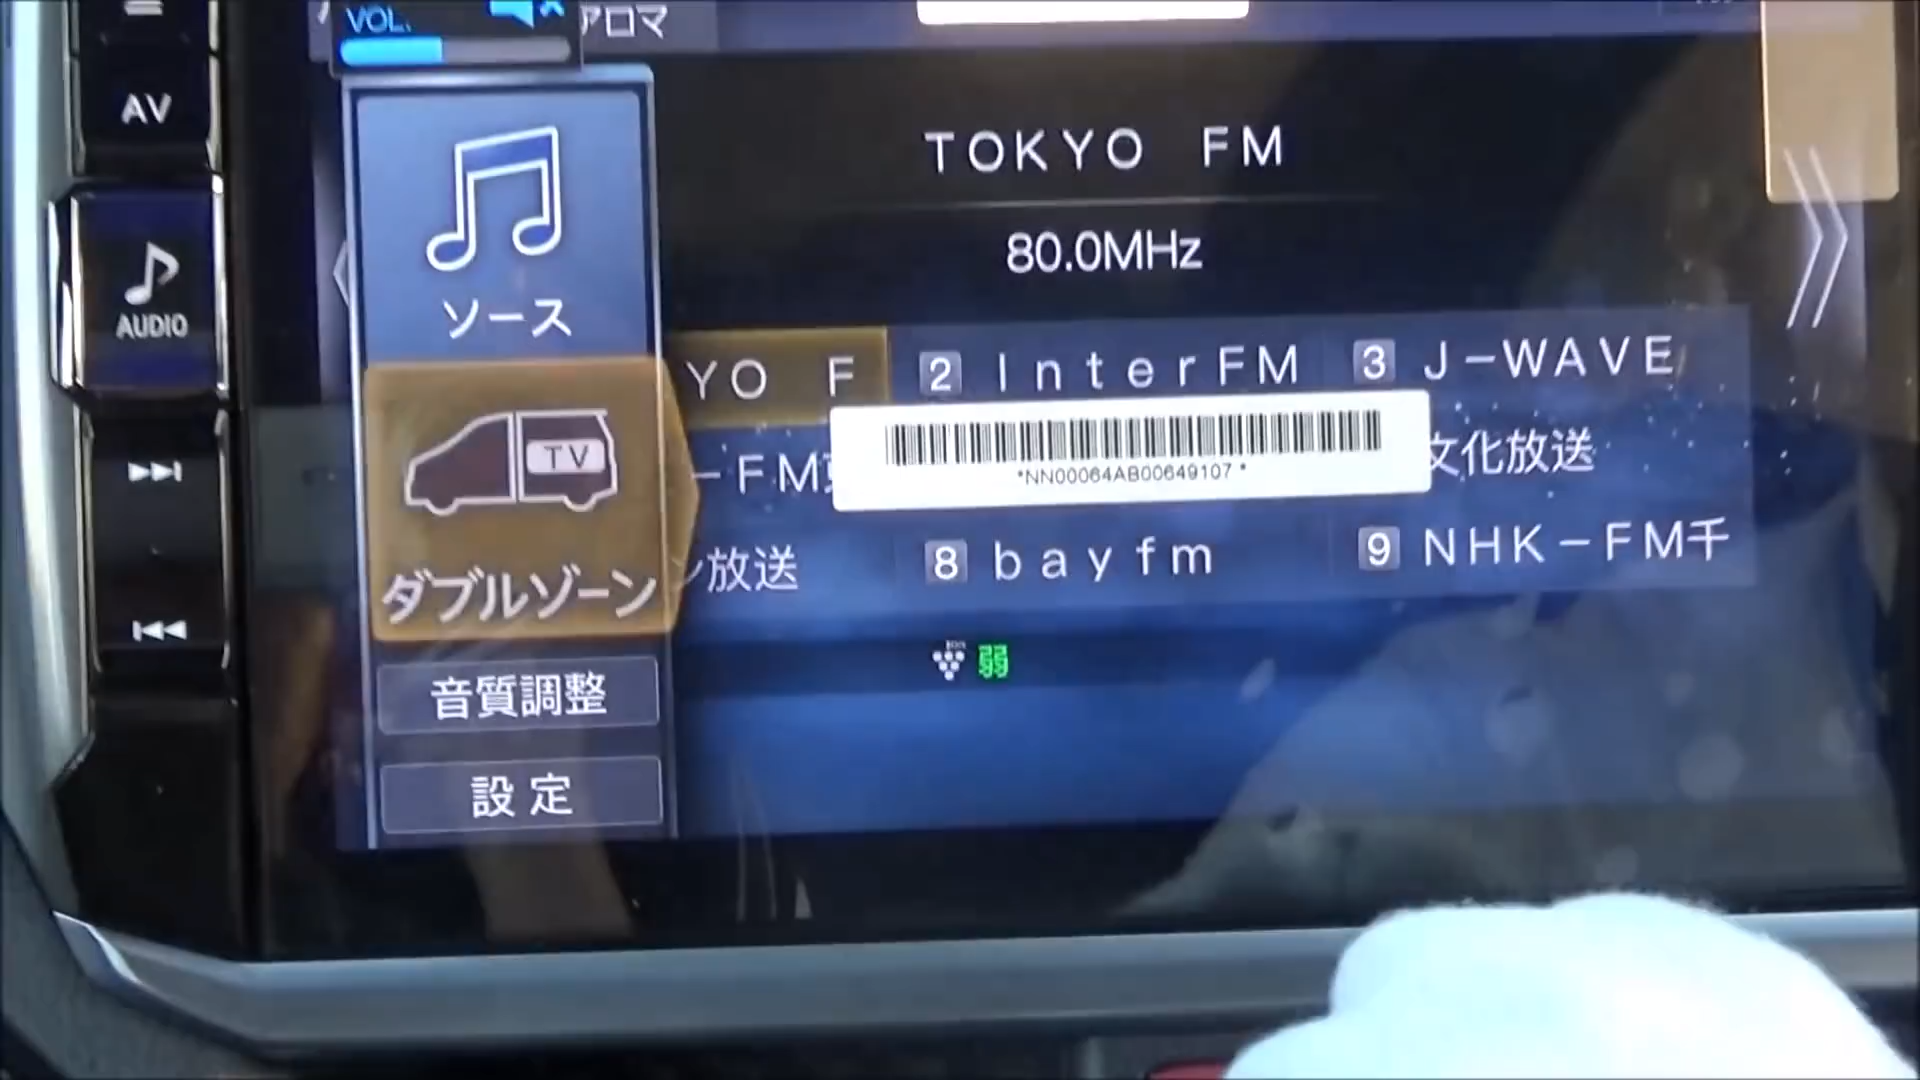 VOL.
アロマ
AV
TOKYO FM
80.0MHz
AUDIO
ソース
YO F
2 InterFM
3 J-WAVE
TV
-FM
*NN00064AB00649107*
文化放送
ダブルゾーン
放送
8 bayfm
9 NHK-FM千
弱
音質調整
設定